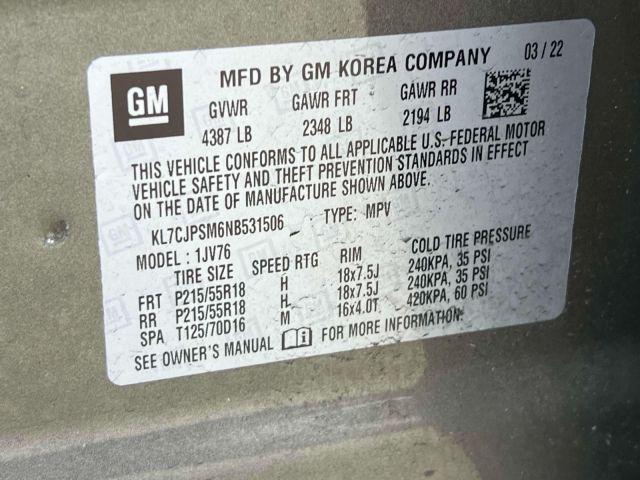 GM
MFD BY GM KOREA COMPANY 03 / 22
GVWR GAWR FRT GAWR RR
4387 LB 2348 LB 2194 LB
THIS VEHICLE CONFORMS TO ALL APPLICABLE U.S. FEDERAL MOTOR
VEHICLE SAFETY AND THEFT PREVENTION STANDARDS IN EFFECT
ON THE DATE OF MANUFACTURE SHOWN ABOVE.
KL7CJPSM6NB531506 TYPE: MPV
MODEL : 1JV76
TIRE SIZE SPEED RTG RIM COLD TIRE PRESSURE
FRT P215/55R18 H 18x7.5J 240KPA, 35 PSI
RR P215/55R18 H 18x7.5J 240KPA, 35 PSI
SPA T125/70D16 M 16x4.0T 420KPA, 60 PSI
SEE OWNER'S MANUAL FOR MORE INFORMATION